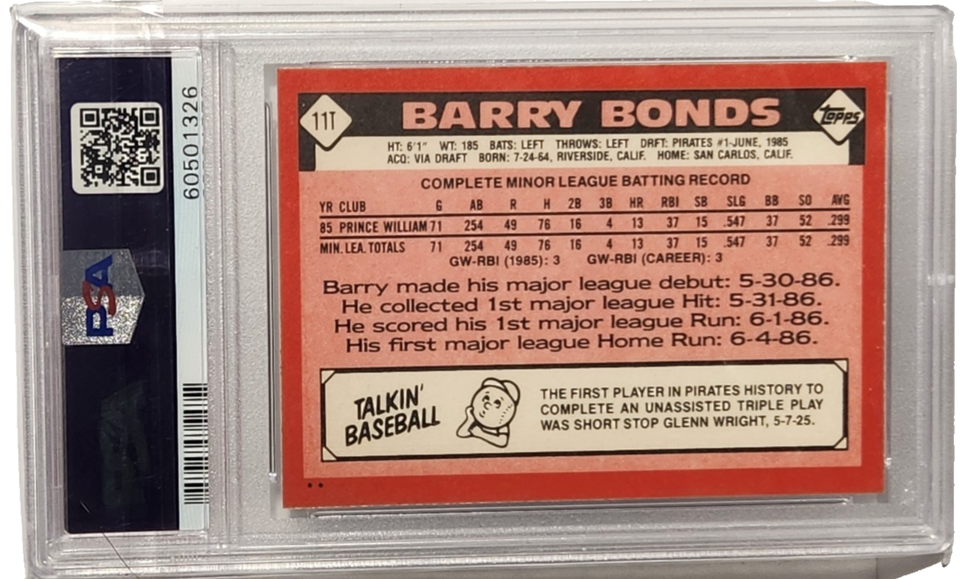 60501326
PSA
11T
BARRY BONDS
Topps
HT: 6'1" WT: 185 BATS: LEFT THROWS: LEFT DRFT: PIRATES #1-JUNE, 1985
ACQ: VIA DRAFT BORN: 7-24-64, RIVERSIDE, CALIF. HOME: SAN CARLOS, CALIF.
COMPLETE MINOR LEAGUE BATTING RECORD
YR CLUB G AB R H 2B 3B HR RBI SB SLG BB SO AVG
85 PRINCE WILLIAM 71 254 49 76 16 4 13 37 15 .547 37 52 .299
MIN. LEA. TOTALS 71 254 49 76 16 4 13 37 15 .547 37 52 .299
GW-RBI (1985): 3 GW-RBI (CAREER): 3
Barry made his major league debut: 5-30-86.
He collected 1st major league Hit: 5-31-86.
He scored his 1st major league Run: 6-1-86.
His first major league Home Run: 6-4-86.
TALKIN'
BASEBALL
THE FIRST PLAYER IN PIRATES HISTORY TO
COMPLETE AN UNASSISTED TRIPLE PLAY
WAS SHORT STOP GLENN WRIGHT, 5-7-25.